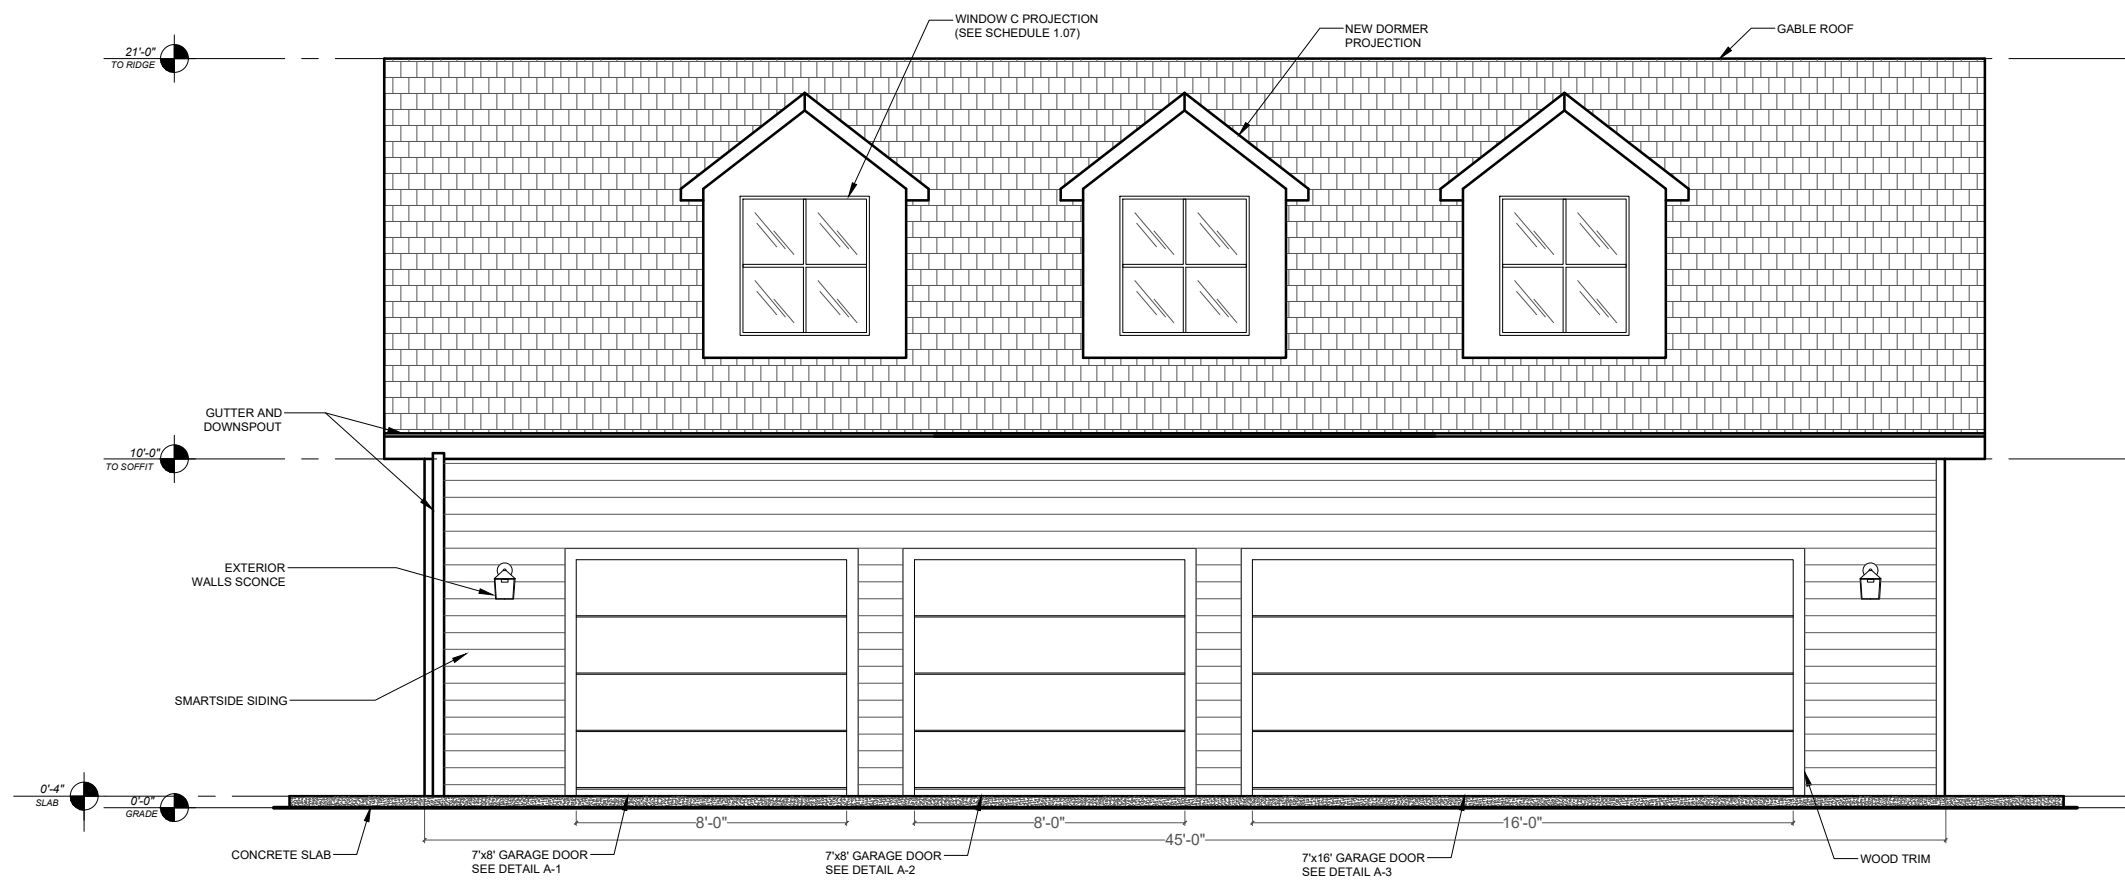 WINDOW C PROJECTION
(SEE SCHEDULE 1.07)
NEW DORMER
PROJECTION
GABLE ROOF
21'-0"
TO RIDGE
GUTTER AND
DOWNSPOUT
10'-0"
TO SOFFIT
EXTERIOR
WALLS SCONCE
SMARTSIDE SIDING
0'-4"
SLAB
0'-0"
GRADE
8'-0"
8'-0"
16'-0"
45'-0"
CONCRETE SLAB
7'x8' GARAGE DOOR
SEE DETAIL A-1
7'x8' GARAGE DOOR
SEE DETAIL A-2
7'x16' GARAGE DOOR
SEE DETAIL A-3
WOOD TRIM